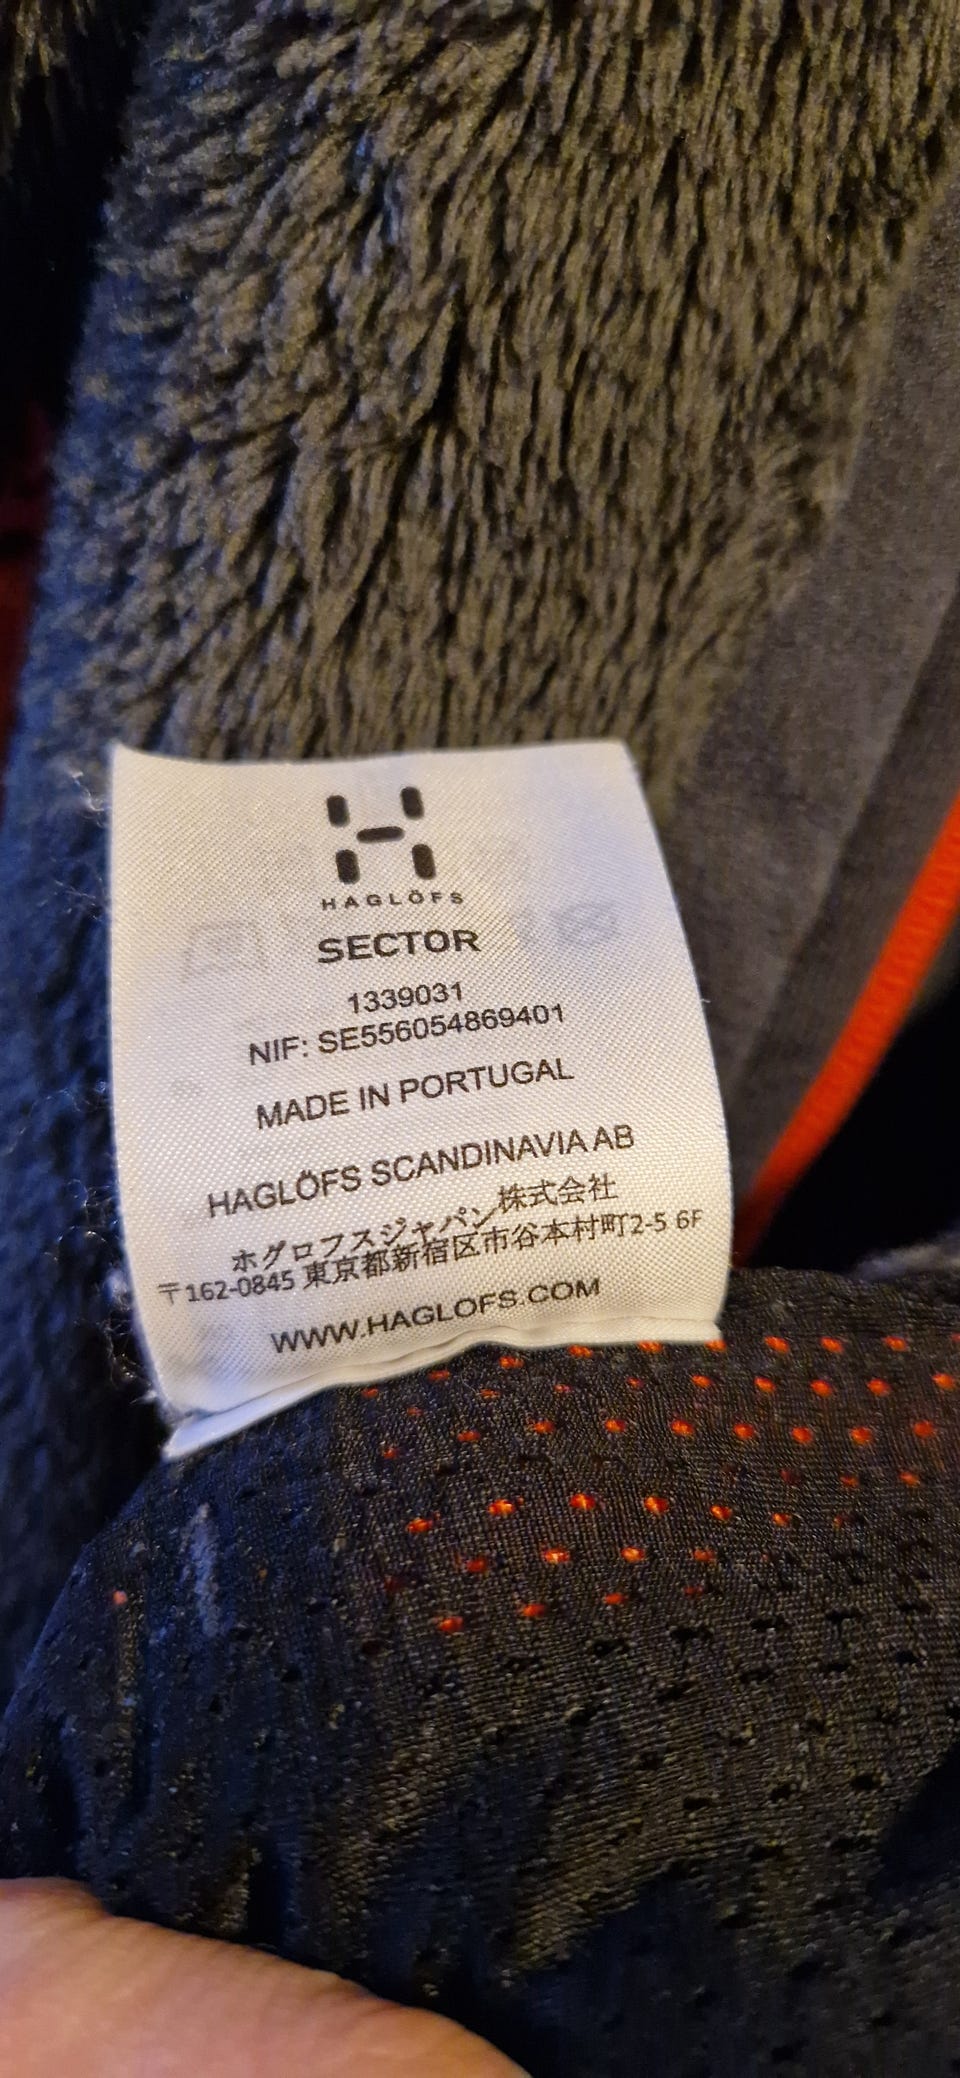 HAGLÖFS
SECTOR
1339031
NIF: SE556054869401
MADE IN PORTUGAL
HAGLÖFS SCANDINAVIA AB
ホグロフスジャパン株式会社
〒162-0845 東京都新宿区市谷本村町2-5 6F
WWW.HAGLOFS.COM